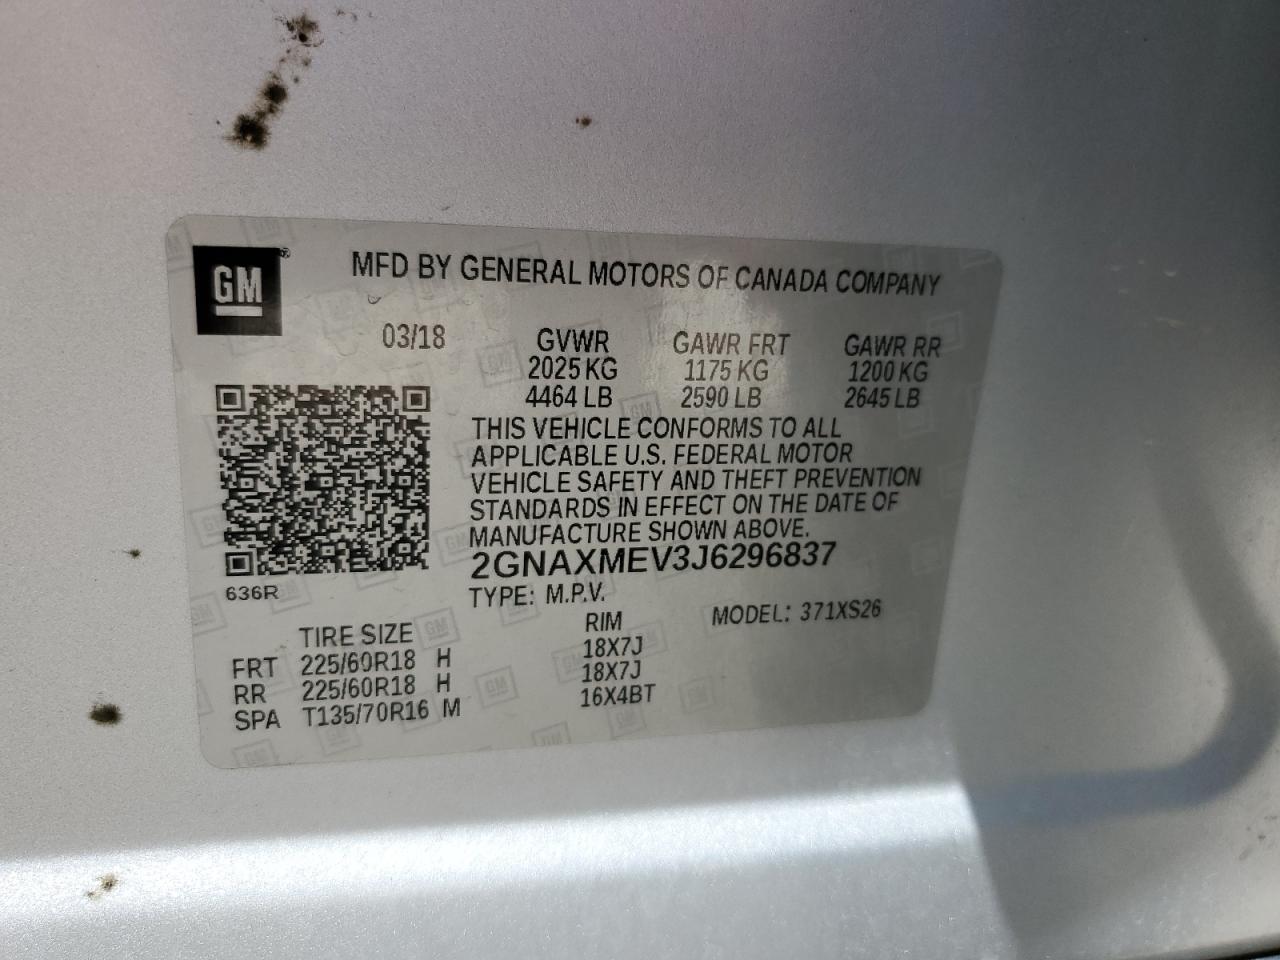 GM®
MFD BY GENERAL MOTORS OF CANADA COMPANY
03/18 GVWR GAWR FRT GAWR RR
2025 KG 1175 KG 1200 KG
4464 LB 2590 LB 2645 LB
THIS VEHICLE CONFORMS TO ALL
APPLICABLE U.S. FEDERAL MOTOR
VEHICLE SAFETY AND THEFT PREVENTION
STANDARDS IN EFFECT ON THE DATE OF
MANUFACTURE SHOWN ABOVE.
2GNAXMEV3J6296837
636R
TYPE: M.P.V. MODEL: 371XS26
TIRE SIZE RIM
FRT 225/60R18 H 18X7J
RR 225/60R18 H 18X7J
SPA T135/70R16 M 16X4BT